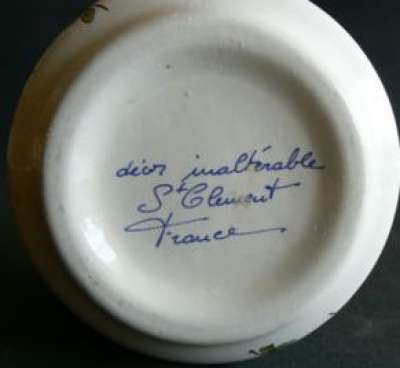 décor inaltérable
St Clement
France